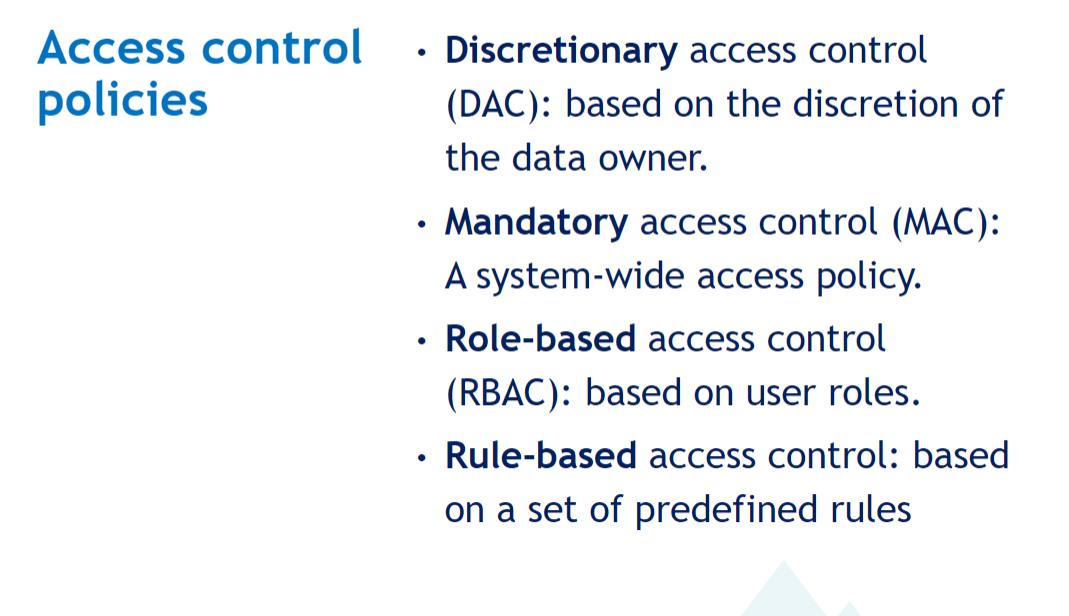 Access control
policies
• Discretionary access control
(DAC): based on the discretion of
the data owner.
• Mandatory access control (MAC):
A system-wide access policy.
• Role-based access control
(RBAC): based on user roles.
• Rule-based access control: based
on a set of predefined rules